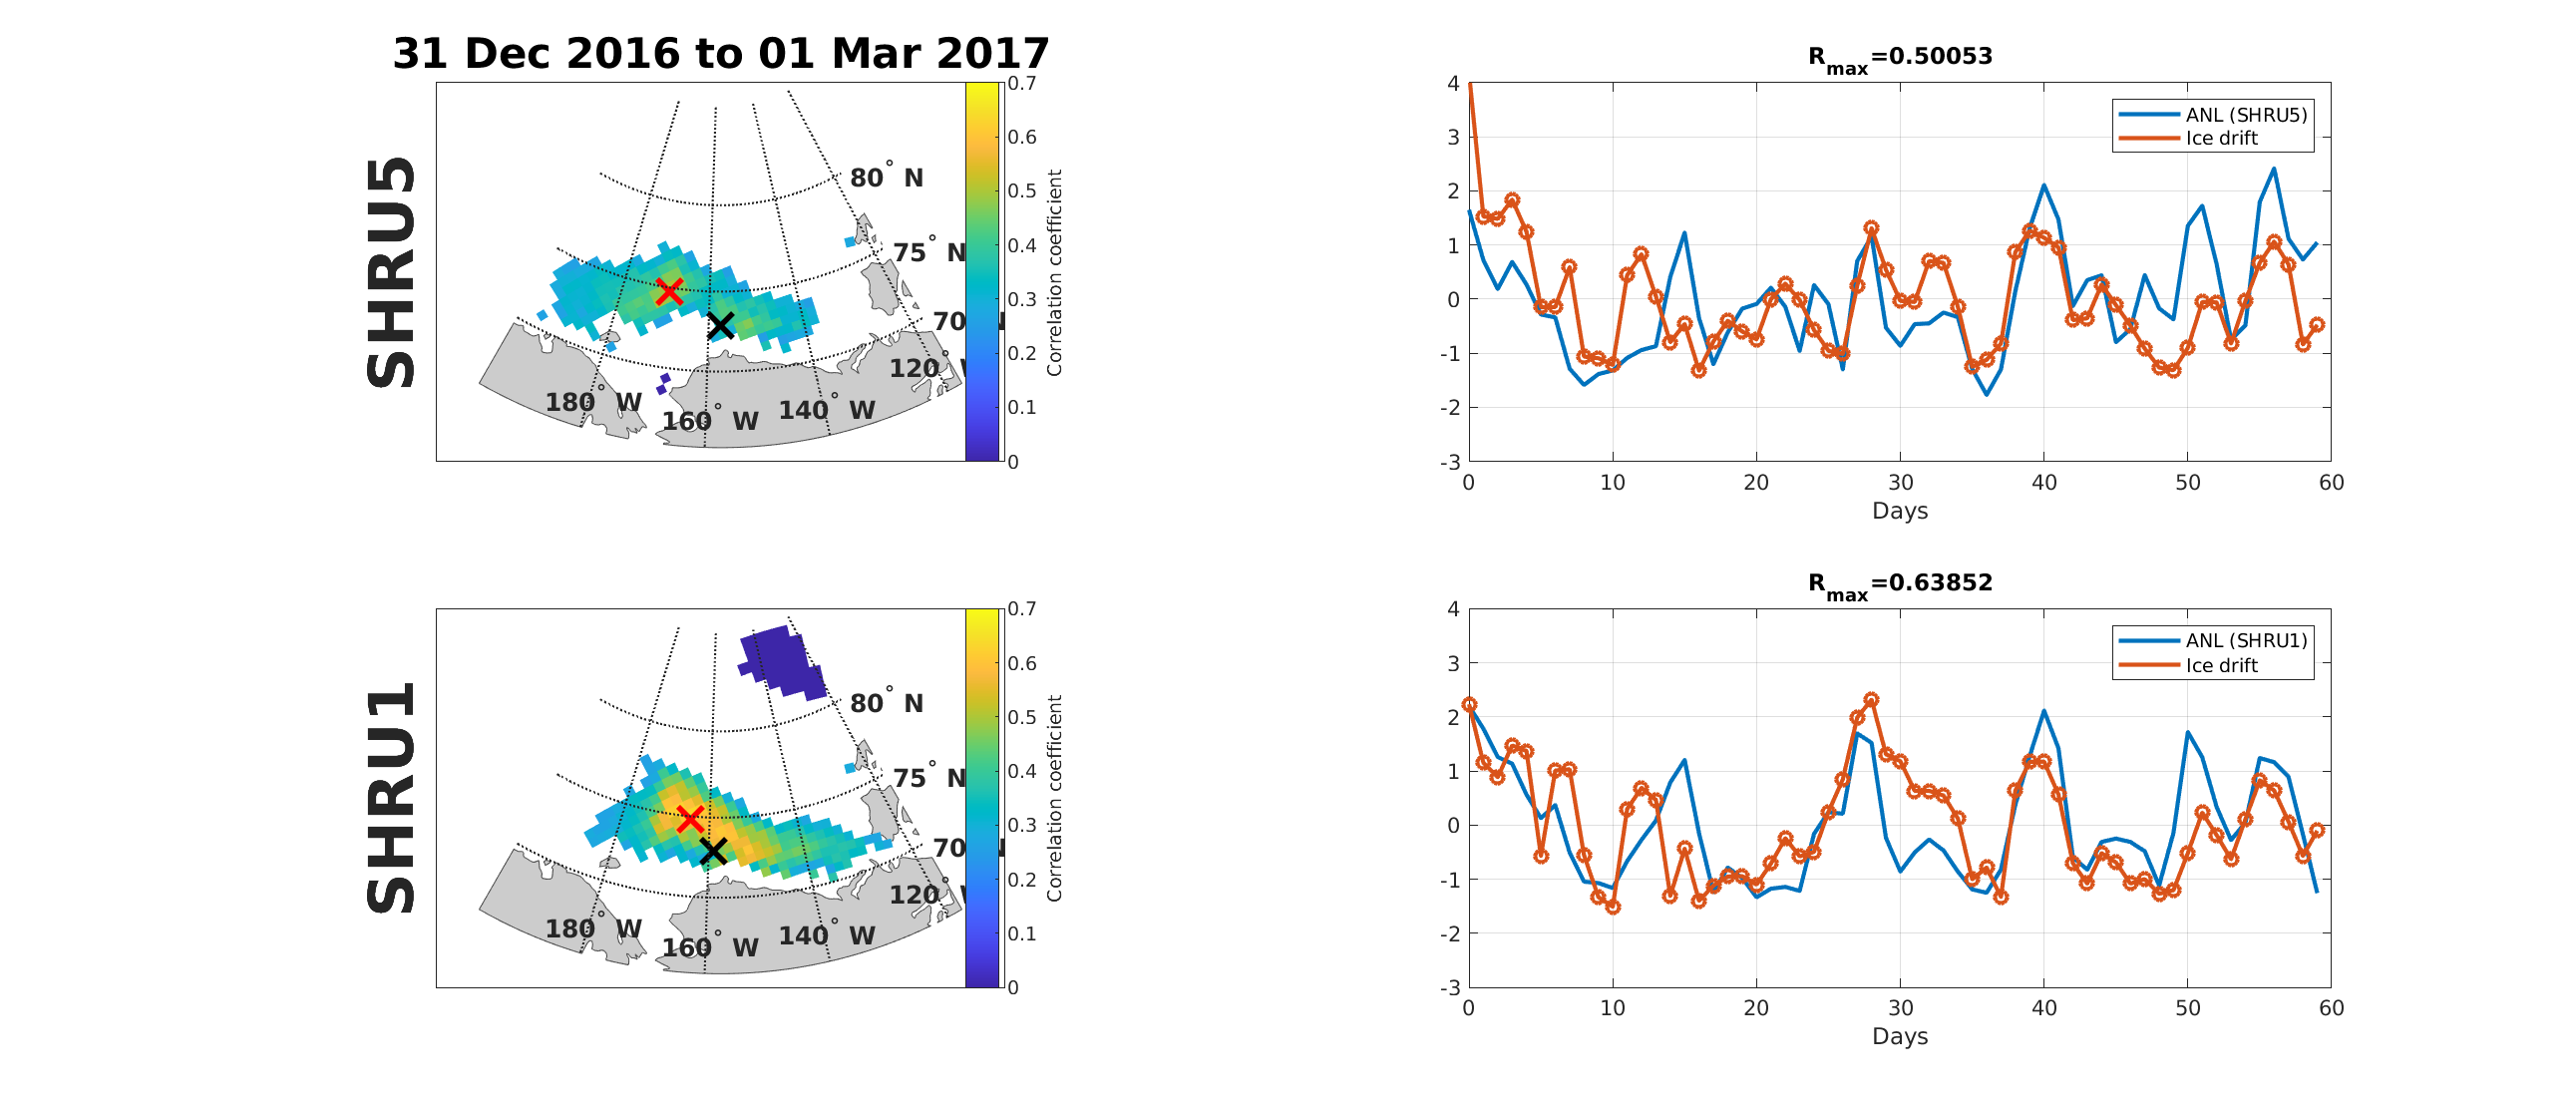 31 Dec 2016 to 01 Mar 2017
SHRU5
80° N
75° N
70° N
120° W
180° W
160° W
140° W
0.7
0.6
0.5
0.4
0.3
0.2
0.1
0
Correlation coefficient
Rmax=0.50053
4
3
2
1
0
-1
-2
-3
ANL (SHRU5)
Ice drift
0 10 20 30 40 50 60
Days
SHRU1
80° N
75° N
70° N
120° W
180° W
160° W
140° W
0.7
0.6
0.5
0.4
0.3
0.2
0.1
0
Correlation coefficient
Rmax=0.63852
4
3
2
1
0
-1
-2
-3
ANL (SHRU1)
Ice drift
0 10 20 30 40 50 60
Days